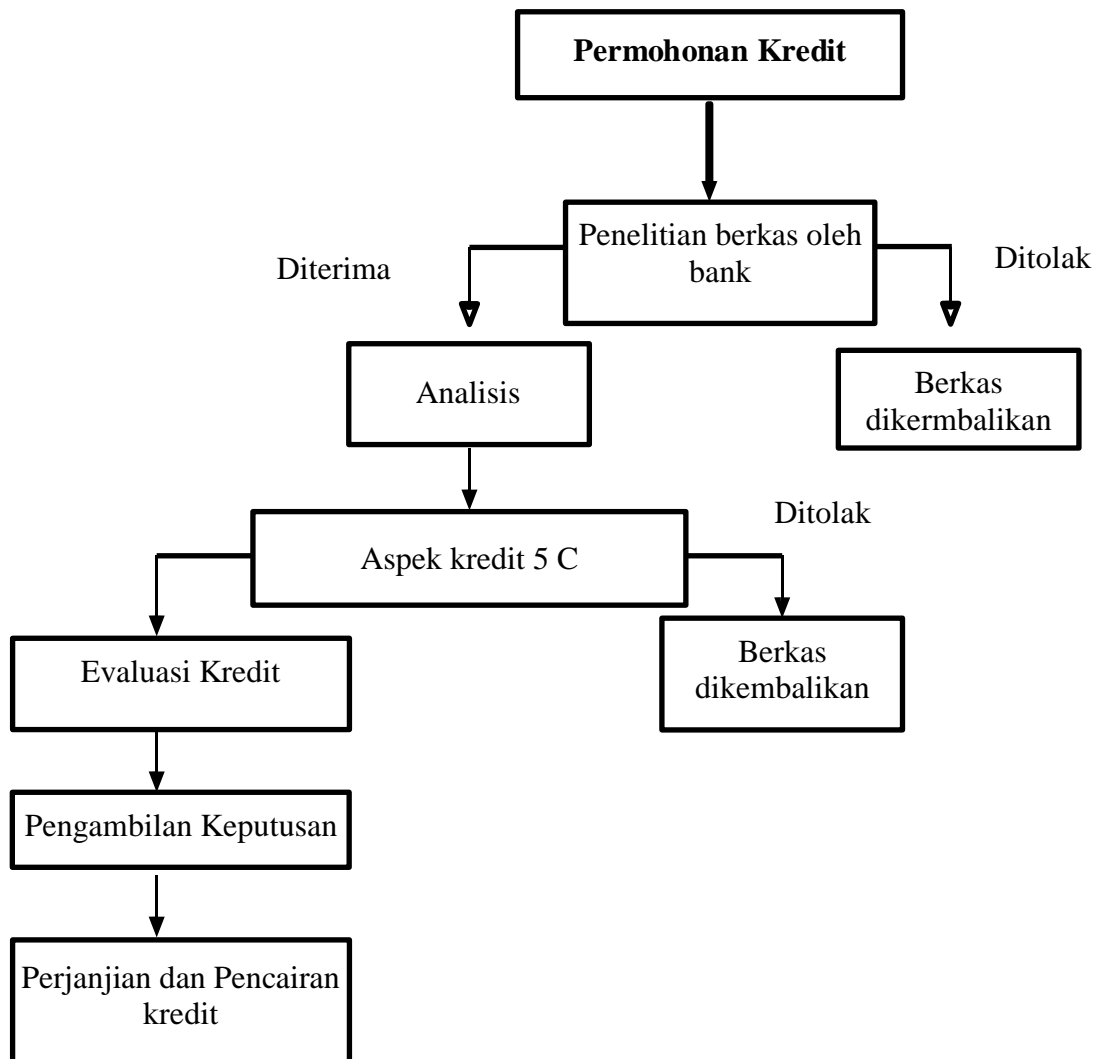 Permohonan Kredit
Penelitian berkas oleh
bank
Diterima
Ditolak
Analisis
Berkas
dikermbalikan
Ditolak
Aspek kredit 5 C
Evaluasi Kredit
Berkas
dikembalikan
Pengambilan Keputusan
Perjanjian dan Pencairan
kredit